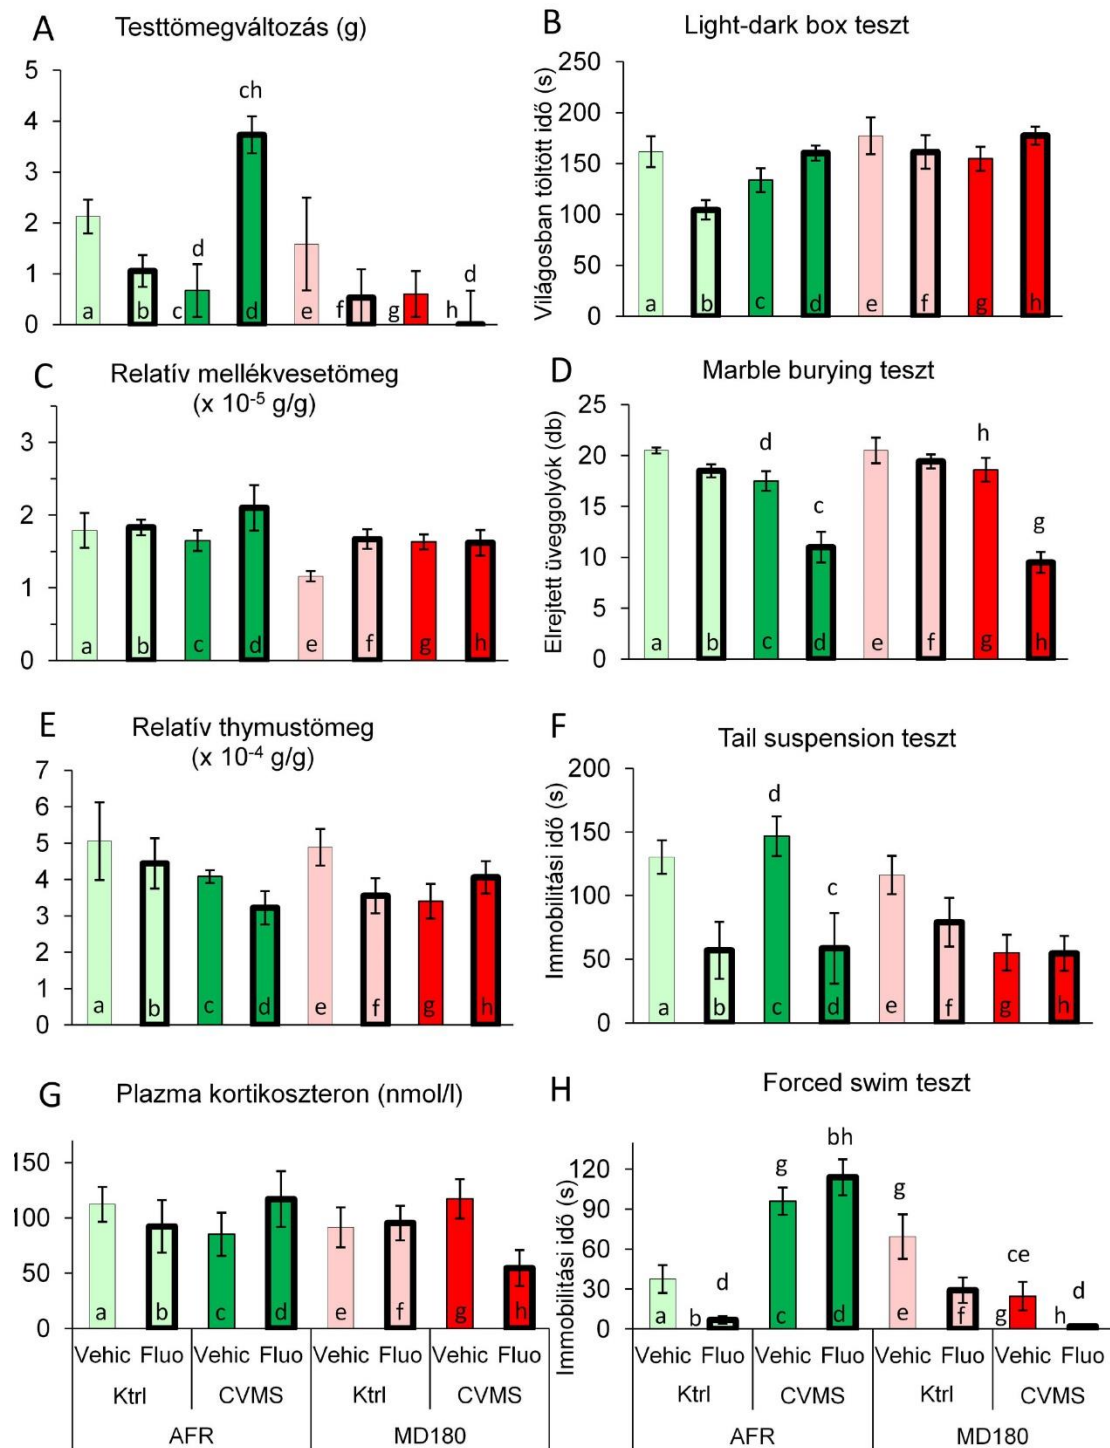 A
Testtömegváltozás (g)
5
4
3
2
1
0
a
b
c
d
d
ch
e
f
g
h
d
B
Light-dark box teszt
Világosban töltött idő (s)
250
200
150
100
50
0
a
b
c
d
e
f
g
h
C
Relatív mellékvesetömeg
(x 10-5 g/g)
3
2
1
0
a
b
c
d
e
f
g
h
D
Marble burying teszt
Elrejtett üveggolyók (db)
25
20
15
10
5
0
d
c
h
g
a
b
c
d
e
f
g
h
E
Relatív thymustömeg
(x 10-4 g/g)
7
6
5
4
3
2
1
0
a
b
c
d
e
f
g
h
F
Tail suspension teszt
Immobilitási idő (s)
200
150
100
50
0
d
c
a
b
c
d
e
f
g
h
G
Plazma kortikoszteron (nmol/l)
150
100
50
0
a
b
c
d
e
f
g
h
Vehic Fluo Vehic Fluo Vehic Fluo Vehic Fluo
Ktrl CVMS Ktrl CVMS
AFR MD180
H
Forced swim teszt
Immobilitási idő (s)
120
90
60
30
0
d
g
bh
g
ce
d
a
b
c
d
e
f
g
h
Vehic Fluo Vehic Fluo Vehic Fluo Vehic Fluo
Ktrl CVMS Ktrl CVMS
AFR MD180